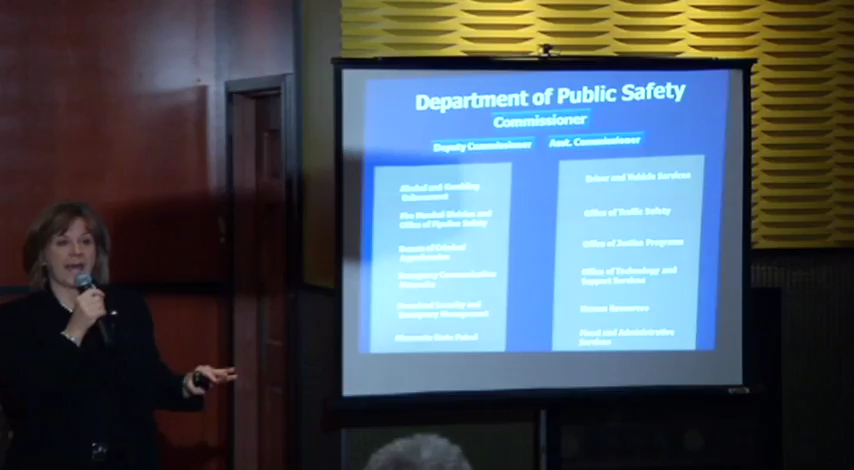 Department of Public Safety
Commissioner
Deputy Commissioner Asst. Commissioner
Alcohol and Gambling
Enforcement
Fire Marshal Division and
Office of Pipeline Safety
Bureau of Criminal
Apprehension
Emergency Communication
Networks
Homeland Security and
Emergency Management
Minnesota State Patrol
Driver and Vehicle Services
Office of Traffic Safety
Office of Justice Programs
Office of Technology and
Support Services
Human Resources
Fiscal and Administrative
Services